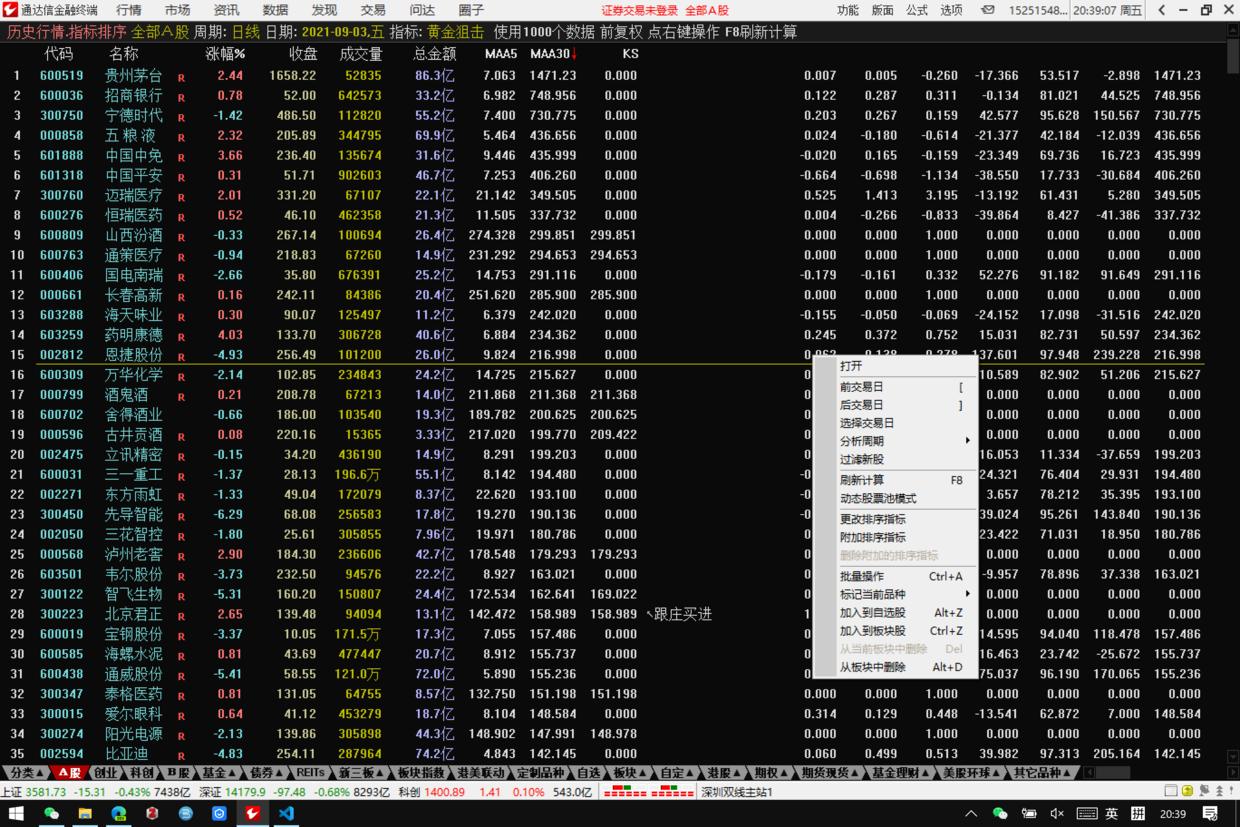 通达信金融终端 行情 市场 资讯 数据 发现 交易 问达 圈子 证券交易未登录 全部A股 功能 版面 公式 选项 15251548... 20:39:07 周五
历史行情.指标排序 全部A股 周期: 日线 日期: 2021-09-03,五 指标: 黄金狙击 使用1000个数据 前复权 点右键操作 F8刷新计算
代码 名称 涨幅% 收盘 成交量 总金额 MAA5 MAA30↓ KS
1 600519 贵州茅台 R 2.44 1658.22 52835 86.3亿 7.063 1471.23 0.000 0.007 0.005 -0.260 -17.366 53.517 -2.898 1471.23
2 600036 招商银行 R 0.78 52.00 642573 33.2亿 6.982 748.956 0.000 0.122 0.287 0.311 -0.134 81.021 44.525 748.956
3 300750 宁德时代 R -1.42 486.50 112820 55.2亿 7.400 730.775 0.000 0.203 0.267 0.159 42.577 95.628 150.567 730.775
4 000858 五 粮 液 R 2.32 205.89 344795 69.9亿 5.464 436.656 0.000 0.024 -0.180 -0.614 -21.377 42.184 -12.039 436.656
5 601888 中国中免 R 3.66 236.40 135674 31.6亿 9.446 435.999 0.000 -0.020 0.165 -0.159 -23.349 69.736 16.723 435.999
6 601318 中国平安 R 0.31 51.71 902603 46.7亿 7.253 406.260 0.000 -0.664 -0.698 -1.134 -38.550 17.733 -30.684 406.260
7 300760 迈瑞医疗 R 2.01 331.20 67107 22.1亿 21.142 349.505 0.000 0.525 1.413 3.195 -13.192 61.431 5.280 349.505
8 600276 恒瑞医药 R 0.52 46.10 462358 21.3亿 11.505 337.732 0.000 0.004 -0.266 -0.833 -39.864 8.427 -41.386 337.732
9 600809 山西汾酒 R -0.33 267.14 100694 26.4亿 274.328 299.851 299.851 0.000 0.000 1.000 0.000 0.000 0.000 0.000
10 600763 通策医疗 R -0.94 218.83 67260 14.9亿 231.292 294.653 294.653 0.000 0.000 1.000 0.000 0.000 0.000 0.000
11 600406 国电南瑞 R -2.66 35.80 676391 25.2亿 14.753 291.116 0.000 -0.179 -0.161 0.332 52.276 91.182 91.649 291.116
12 000661 长春高新 R 0.16 242.11 84386 20.4亿 251.620 285.900 285.900 0.000 0.000 1.000 0.000 0.000 0.000 0.000
13 603288 海天味业 R 0.30 90.07 125497 11.2亿 6.379 242.020 0.000 -0.155 -0.050 -0.069 -24.152 17.098 -31.516 242.020
14 603259 药明康德 R 4.03 133.70 306728 40.6亿 6.884 234.362 0.000 0.245 0.372 0.752 15.031 82.731 50.597 234.362
15 002812 恩捷股份 R -4.93 256.49 101200 26.0亿 9.824 216.998 0.000 137.601 97.948 239.228 216.998
16 600309 万华化学 R -2.14 102.85 234843 24.2亿 14.725 215.627 0.000 0 10.589 82.902 51.206 215.627
17 000799 酒鬼酒 R 0.21 208.78 67213 14.0亿 211.868 211.368 211.368 0 0.000 0.000 0.000 0.000
18 600702 舍得酒业 -0.66 186.00 103540 19.3亿 189.782 200.625 200.625 0 0.000 0.000 0.000 0.000
19 000596 古井贡酒 R 0.08 220.16 15365 3.33亿 217.020 199.770 209.422 0 0.000 0.000 0.000 0.000
20 002475 立讯精密 R -0.15 34.20 436190 14.9亿 8.291 199.203 0.000 -0 16.053 11.334 -37.659 199.203
21 600031 三一重工 R -1.37 28.13 196.6万 55.1亿 8.142 194.480 0.000 -0 24.321 76.404 29.931 194.480
22 002271 东方雨虹 R -1.33 49.04 172079 8.37亿 22.620 193.100 0.000 -0 3.657 78.212 35.395 193.100
23 300450 先导智能 R -6.29 68.08 256583 17.8亿 19.270 190.136 0.000 -0 39.024 95.261 143.840 190.136
24 002050 三花智控 R -1.80 25.61 305855 7.96亿 19.971 180.786 0.000 0 23.422 71.031 18.950 180.786
25 000568 泸州老窖 R 2.90 184.30 236606 42.7亿 178.548 179.293 179.293 0 0.000 0.000 0.000 0.000
26 603501 韦尔股份 R -3.73 232.50 94576 22.2亿 8.927 163.021 0.000 0 -9.957 78.896 37.338 163.021
27 300122 智飞生物 R -5.31 160.20 150807 24.4亿 172.534 162.641 169.022 0 0.000 0.000 0.000 0.000
28 300223 北京君正 R 2.65 139.48 94094 13.1亿 142.472 158.989 158.989 跟庄买进 1 0.000 0.000 0.000 0.000
29 600019 宝钢股份 R -3.37 10.05 171.5万 17.3亿 7.055 157.486 0.000 0 14.595 94.040 118.478 157.486
30 600585 海螺水泥 R 0.81 43.69 477447 20.7亿 8.912 155.737 0.000 0 16.463 23.742 -25.672 155.737
31 600438 通威股份 R -5.41 58.55 121.0万 72.0亿 5.890 155.236 0.000 0 75.037 96.190 170.065 155.236
32 300347 泰格医药 R 0.81 131.05 64755 8.57亿 132.750 151.198 151.198 0.000 0.000 1.000 0.000 0.000 0.000 0.000
33 300015 爱尔眼科 R 0.64 41.12 453279 18.7亿 8.104 148.584 0.000 0.314 0.129 0.448 -13.541 62.872 7.000 148.584
34 300274 阳光电源 R -2.13 139.86 305898 44.3亿 148.902 147.991 148.978 0.000 0.000 1.000 0.000 0.000 0.000 0.000
35 002594 比亚迪 R -4.83 254.11 287964 74.2亿 4.843 142.145 0.000 0.060 0.499 0.513 39.982 97.313 205.164 142.145
打开
前交易日 [
后交易日 ]
选择交易日
分析周期
过滤新股
刷新计算 F8
动态股票池模式
更改排序指标
附加排序指标
删除附加的排序指标
批量操作 Ctrl+A
标记当前品种
加入到自选股 Alt+Z
加入到板块股 Ctrl+Z
从当前板块中删除 Del
从板块中删除 Alt+D
分类▲ A股 创业 科创 B股 基金▲ 债券▲ REITs 新三板▲ 板块指数 港美联动 定制品种 自选 板块▲ 自定▲ 港股▲ 期权▲ 期货现货▲ 基金理财▲ 美股环球▲ 其它品种▲
上证 3581.73 -15.31 -0.43% 7438亿 深证 14179.9 -97.48 -0.68% 8293亿 科创 1400.89 1.41 0.10% 543.0亿 深圳双线主站1
英 拼 20:39